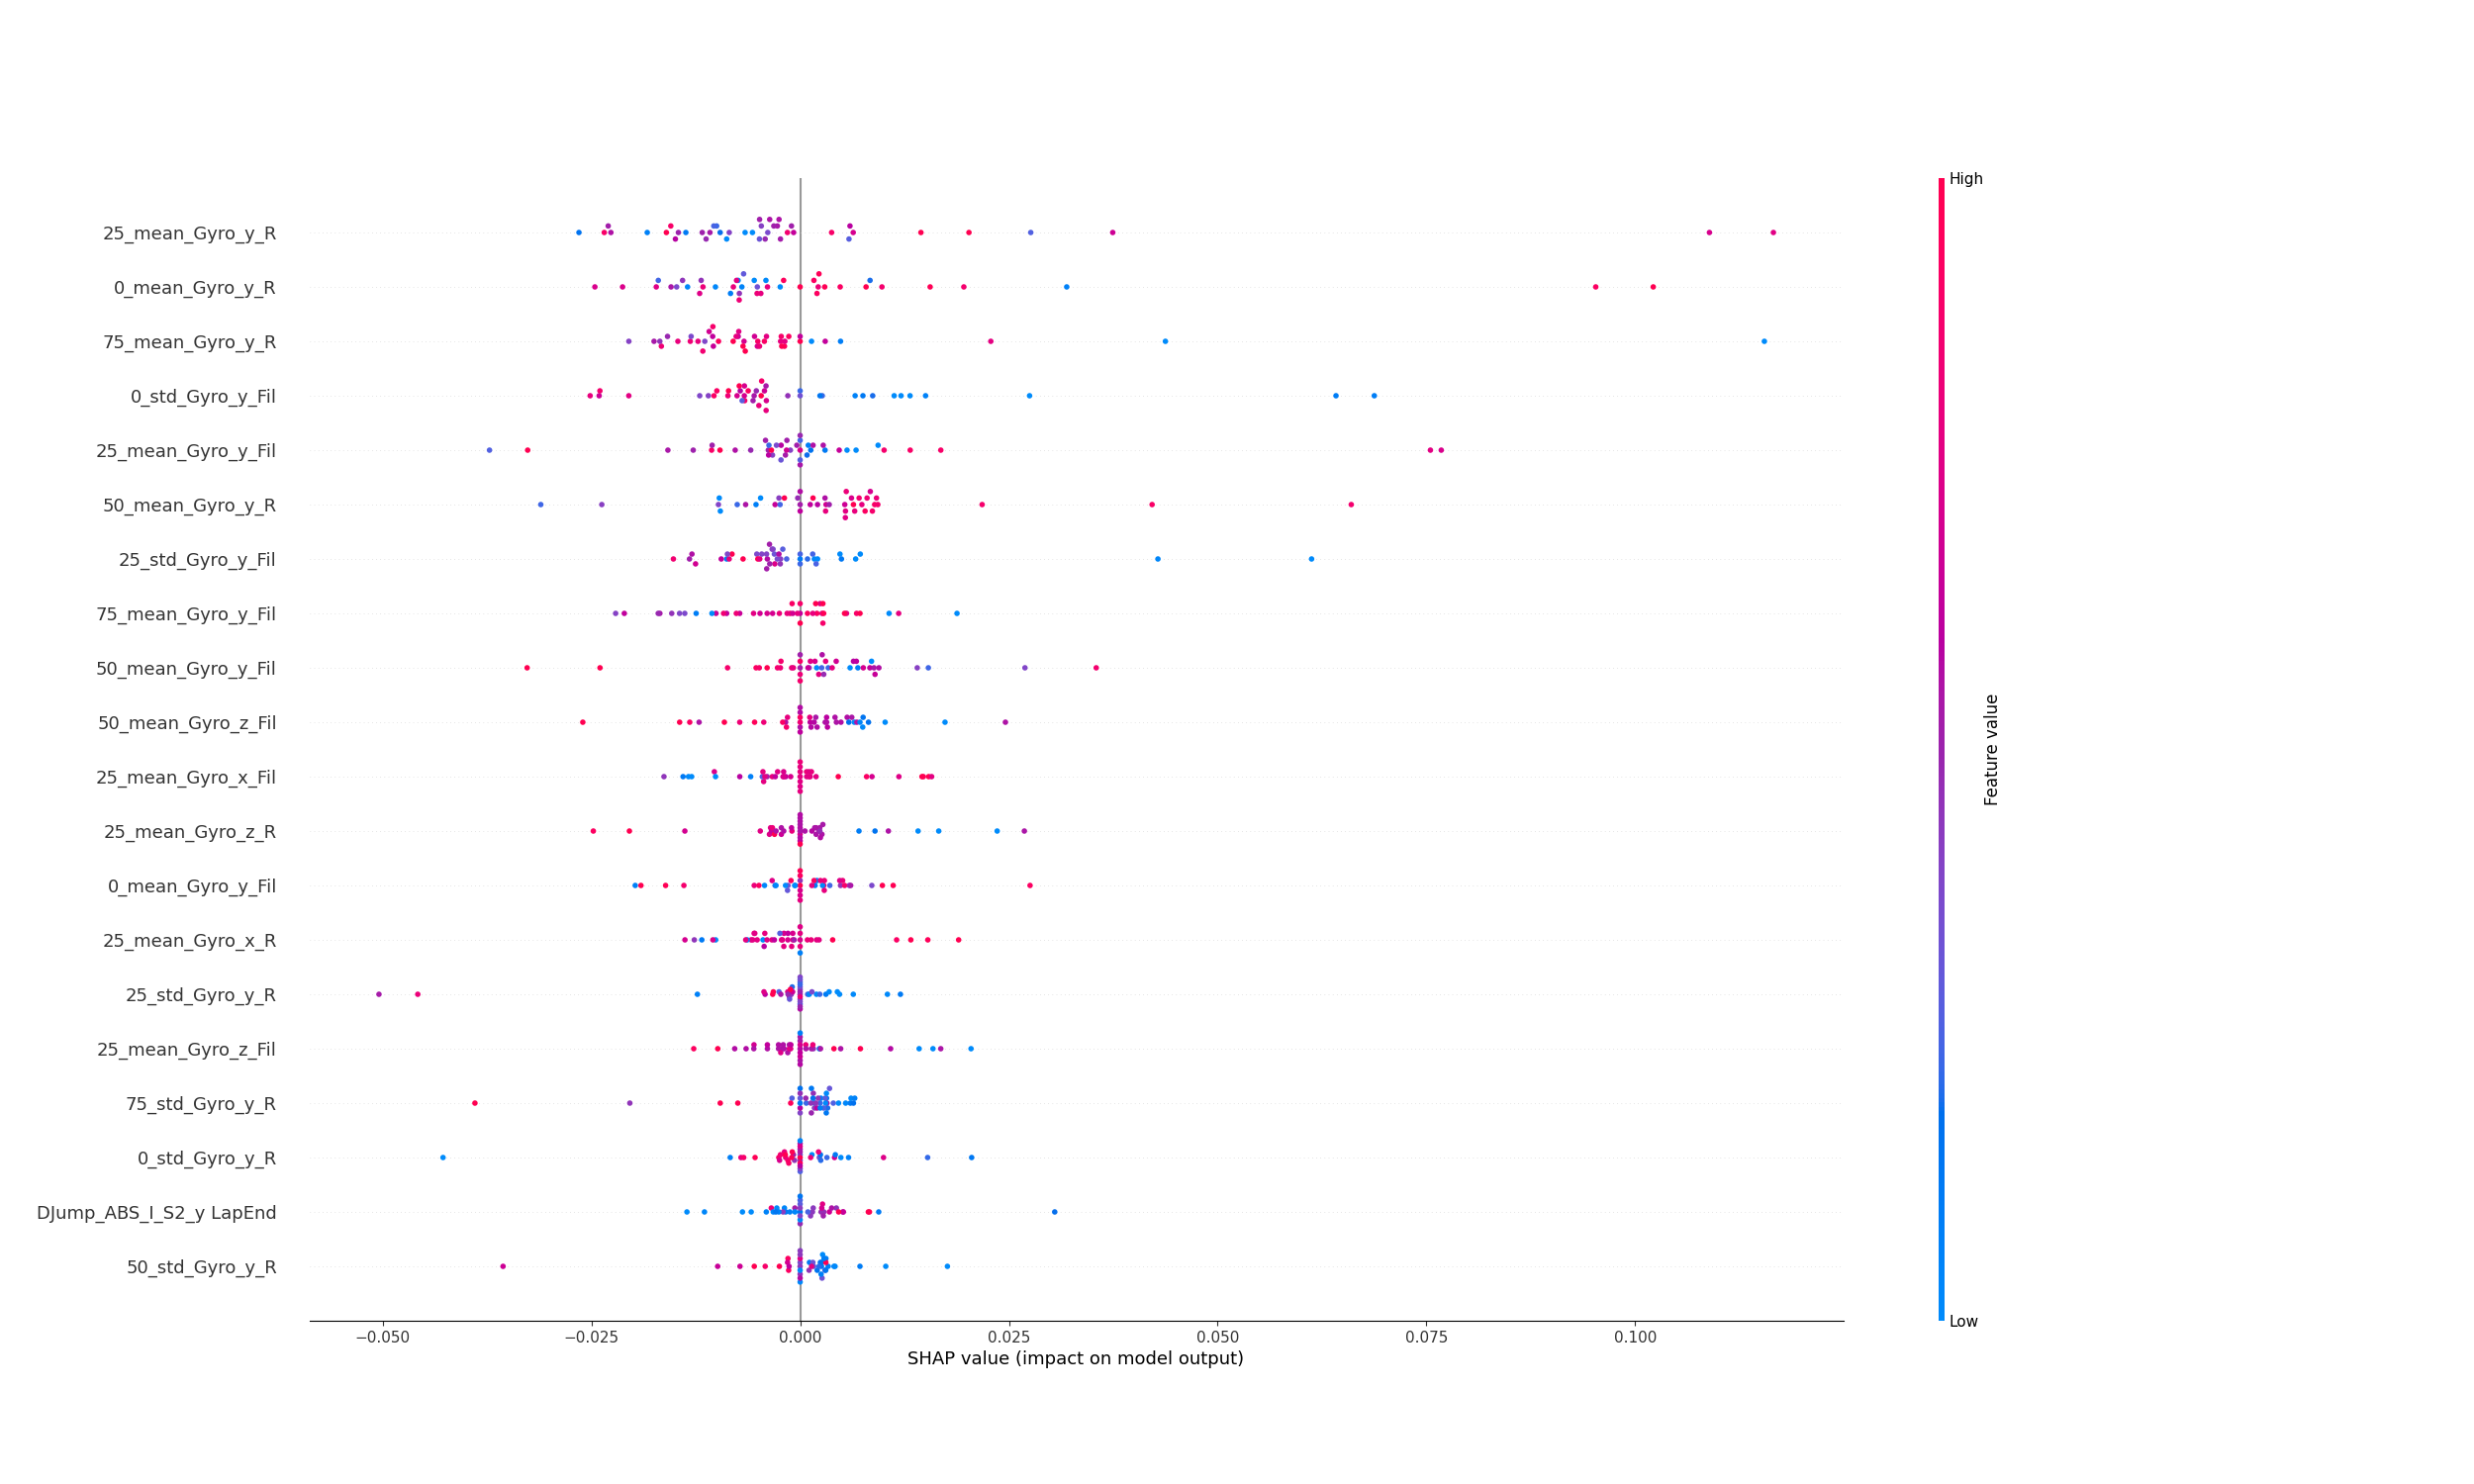 High
25_mean_Gyro_y_R
0_mean_Gyro_y_R
75_mean_Gyro_y_R
0_std_Gyro_y_Fil
25_mean_Gyro_y_Fil
50_mean_Gyro_y_R
25_std_Gyro_y_Fil
75_mean_Gyro_y_Fil
50_mean_Gyro_y_Fil
50_mean_Gyro_z_Fil
25_mean_Gyro_x_Fil
25_mean_Gyro_z_R
0_mean_Gyro_y_Fil
25_mean_Gyro_x_R
25_std_Gyro_y_R
25_mean_Gyro_z_Fil
75_std_Gyro_y_R
0_std_Gyro_y_R
DJump_ABS_I_S2_y LapEnd
50_std_Gyro_y_R
Feature value
Low
−0.050 −0.025 0.000 0.025 0.050 0.075 0.100
SHAP value (impact on model output)